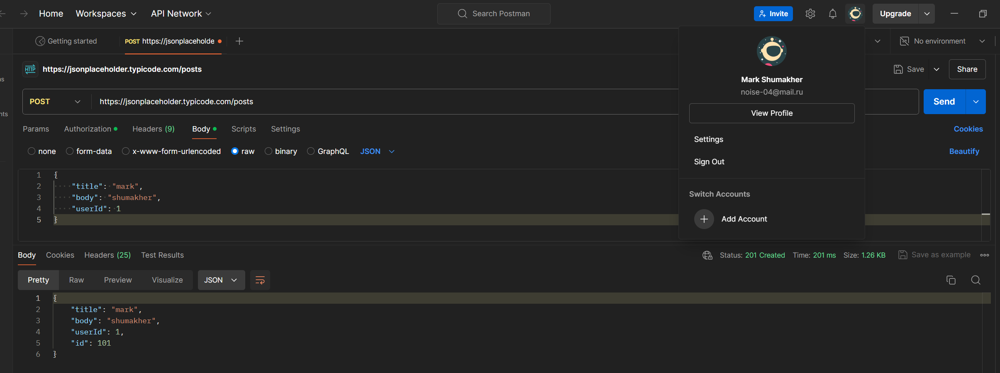 Home Workspaces API Network Search Postman Invite Upgrade
Getting started POST https://jsonplaceholde No environment
HTTP https://jsonplaceholder.typicode.com/posts Save Share
Mark Shumakher
noise-04@mail.ru
POST https://jsonplaceholder.typicode.com/posts Send
View Profile
Params Authorization Headers (9) Body Scripts Settings Cookies
Settings
none form-data x-www-form-urlencoded raw binary GraphQL JSON Beautify
Sign Out
Switch Accounts
Add Account
1 {
2 "title": "mark",
3 "body": "shumakher",
4 "userId": 1
5 }
Body Cookies Headers (25) Test Results Status: 201 Created Time: 201 ms Size: 1.26 KB Save as example
Pretty Raw Preview Visualize JSON
1 {
2 "title": "mark",
3 "body": "shumakher",
4 "userId": 1,
5 "id": 101
6 }